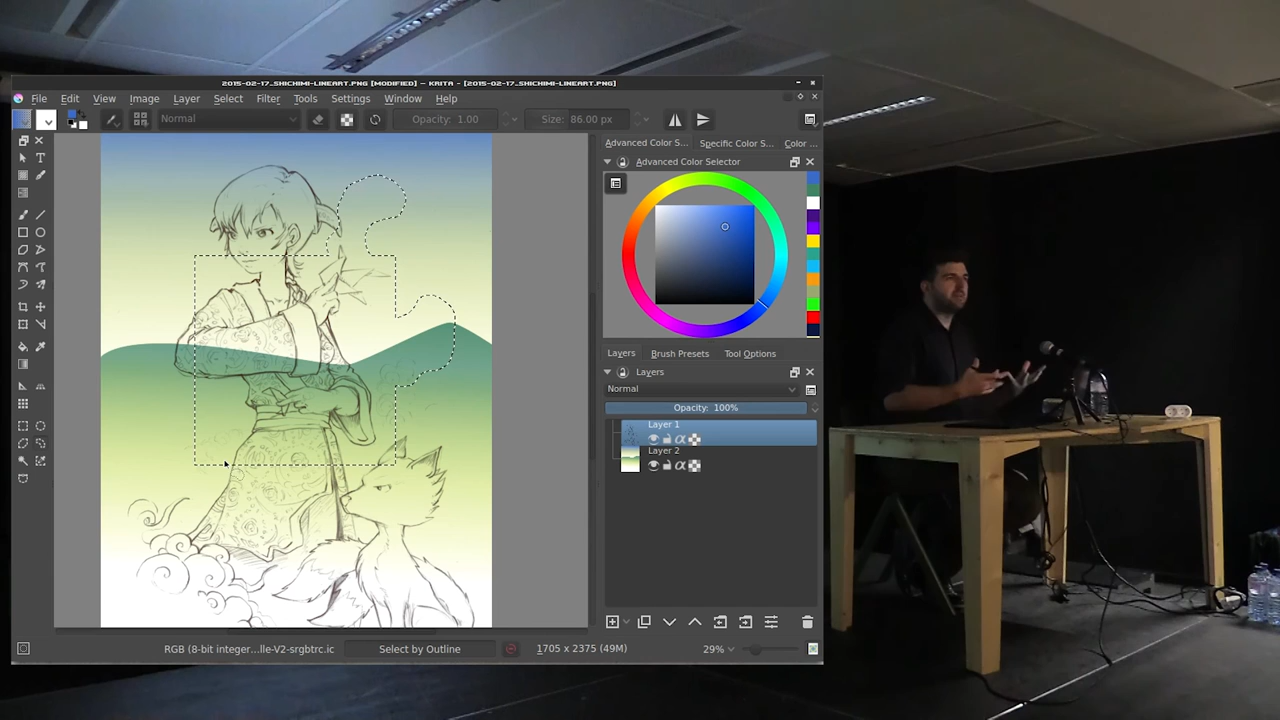 2015-02-17_SHICHIMI-LINEART.PNG [MODIFIED] – KRITA - [2015-02-17_SHICHIMI-LINEART.PNG]
File Edit View Image Layer Select Filter Tools Settings Window Help
Normal Opacity: 1.00 Size: 86.00 px
Advanced Color S... Specific Color S... Color ...
Advanced Color Selector
Layers Brush Presets Tool Options
Layers
Normal
Opacity: 100%
Layer 1
Layer 2
RGB (8-bit integer...lle-V2-srgbtrc.ic Select by Outline 1705 x 2375 (49M) 29%